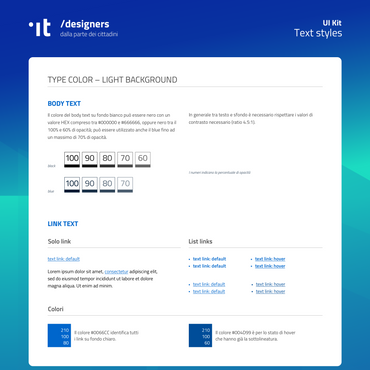 ·it /designers
dalla parte dei cittadini
UI Kit
Text styles
TYPE COLOR – LIGHT BACKGROUND
BODY TEXT
Il colore del body text su fondo bianco può essere nero con un
valore HEX compreso tra #000000 e #666666, oppure nero tra il
100% e 60% di opacità; può essere utilizzato anche il blue fino ad
un massimo di 70% di opacità.
In generale tra testo e sfondo è necessario rispettare i valori di
contrasto necessario (ratio 4.5:1).
100 90 80 70 60
I numeri indicano la percentuale di opacità
100 90 80 70
LINK TEXT
Solo link
text link: default
Lorem ipsum dolor sit amet, consectetur adipiscing elit,
sed do eiusmod tempor incididunt ut labore et dolore
magna aliqua. Ut enim ad minim.
List links
• text link: default • text link: hover
• text link: default • text link: hover
• text link: default • text link: hover
• text link: default • text link: hover
Colori
210
100
80
Il colore #0066CC identifica tutti
i link su fondo chiaro.
210
100
60
Il colore #004D99 è per lo stato di hover
che hanno già la sottolineatura.